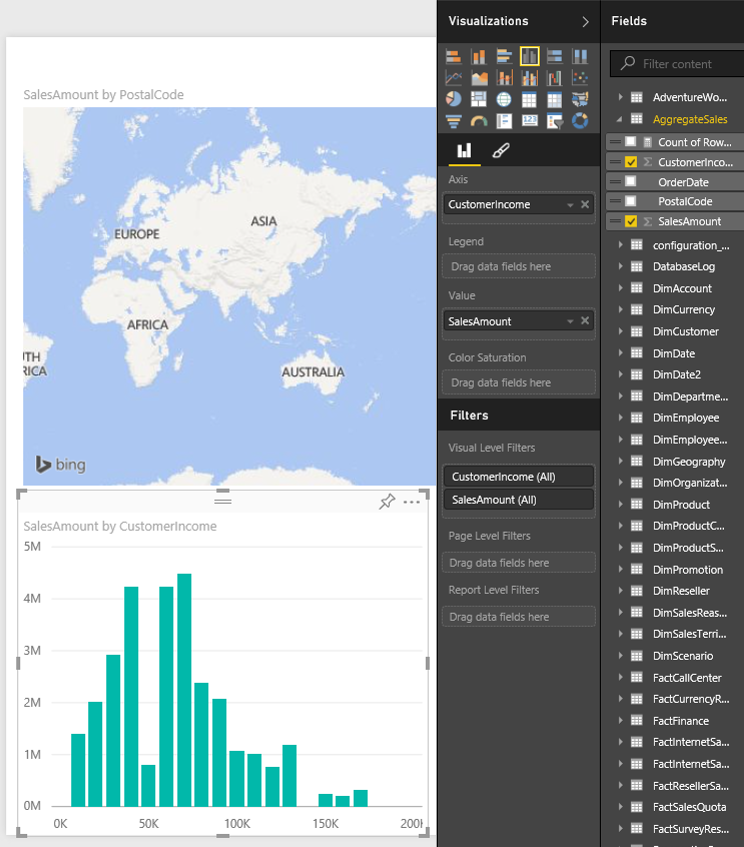 SalesAmount by PostalCode
EUROPE
ASIA
AFRICA
UTH
RICA
AUSTRALIA
bing
SalesAmount by CustomerIncome
5M
4M
3M
2M
1M
0M
0K 50K 100K 150K 200K
Visualizations
Axis
CustomerIncome
Legend
Drag data fields here
Value
SalesAmount
Color Saturation
Drag data fields here
Filters
Visual Level Filters
CustomerIncome (All)
SalesAmount (All)
Page Level Filters
Drag data fields here
Report Level Filters
Drag data fields here
Fields
Filter content
AdventureWo...
AggregateSales
Count of Row...
CustomerInco...
OrderDate
PostalCode
SalesAmount
configuration_...
DatabaseLog
DimAccount
DimCurrency
DimCustomer
DimDate
DimDate2
DimDepartme...
DimEmployee
DimEmployee...
DimGeography
DimOrganizat...
DimProduct
DimProductC...
DimProductS...
DimPromotion
DimReseller
DimSalesReas...
DimSalesTerri...
DimScenario
FactCallCenter
FactCurrencyR...
FactFinance
FactInternetSa...
FactInternetSa...
FactResellerSa...
FactSalesQuota
FactSurveyRes...